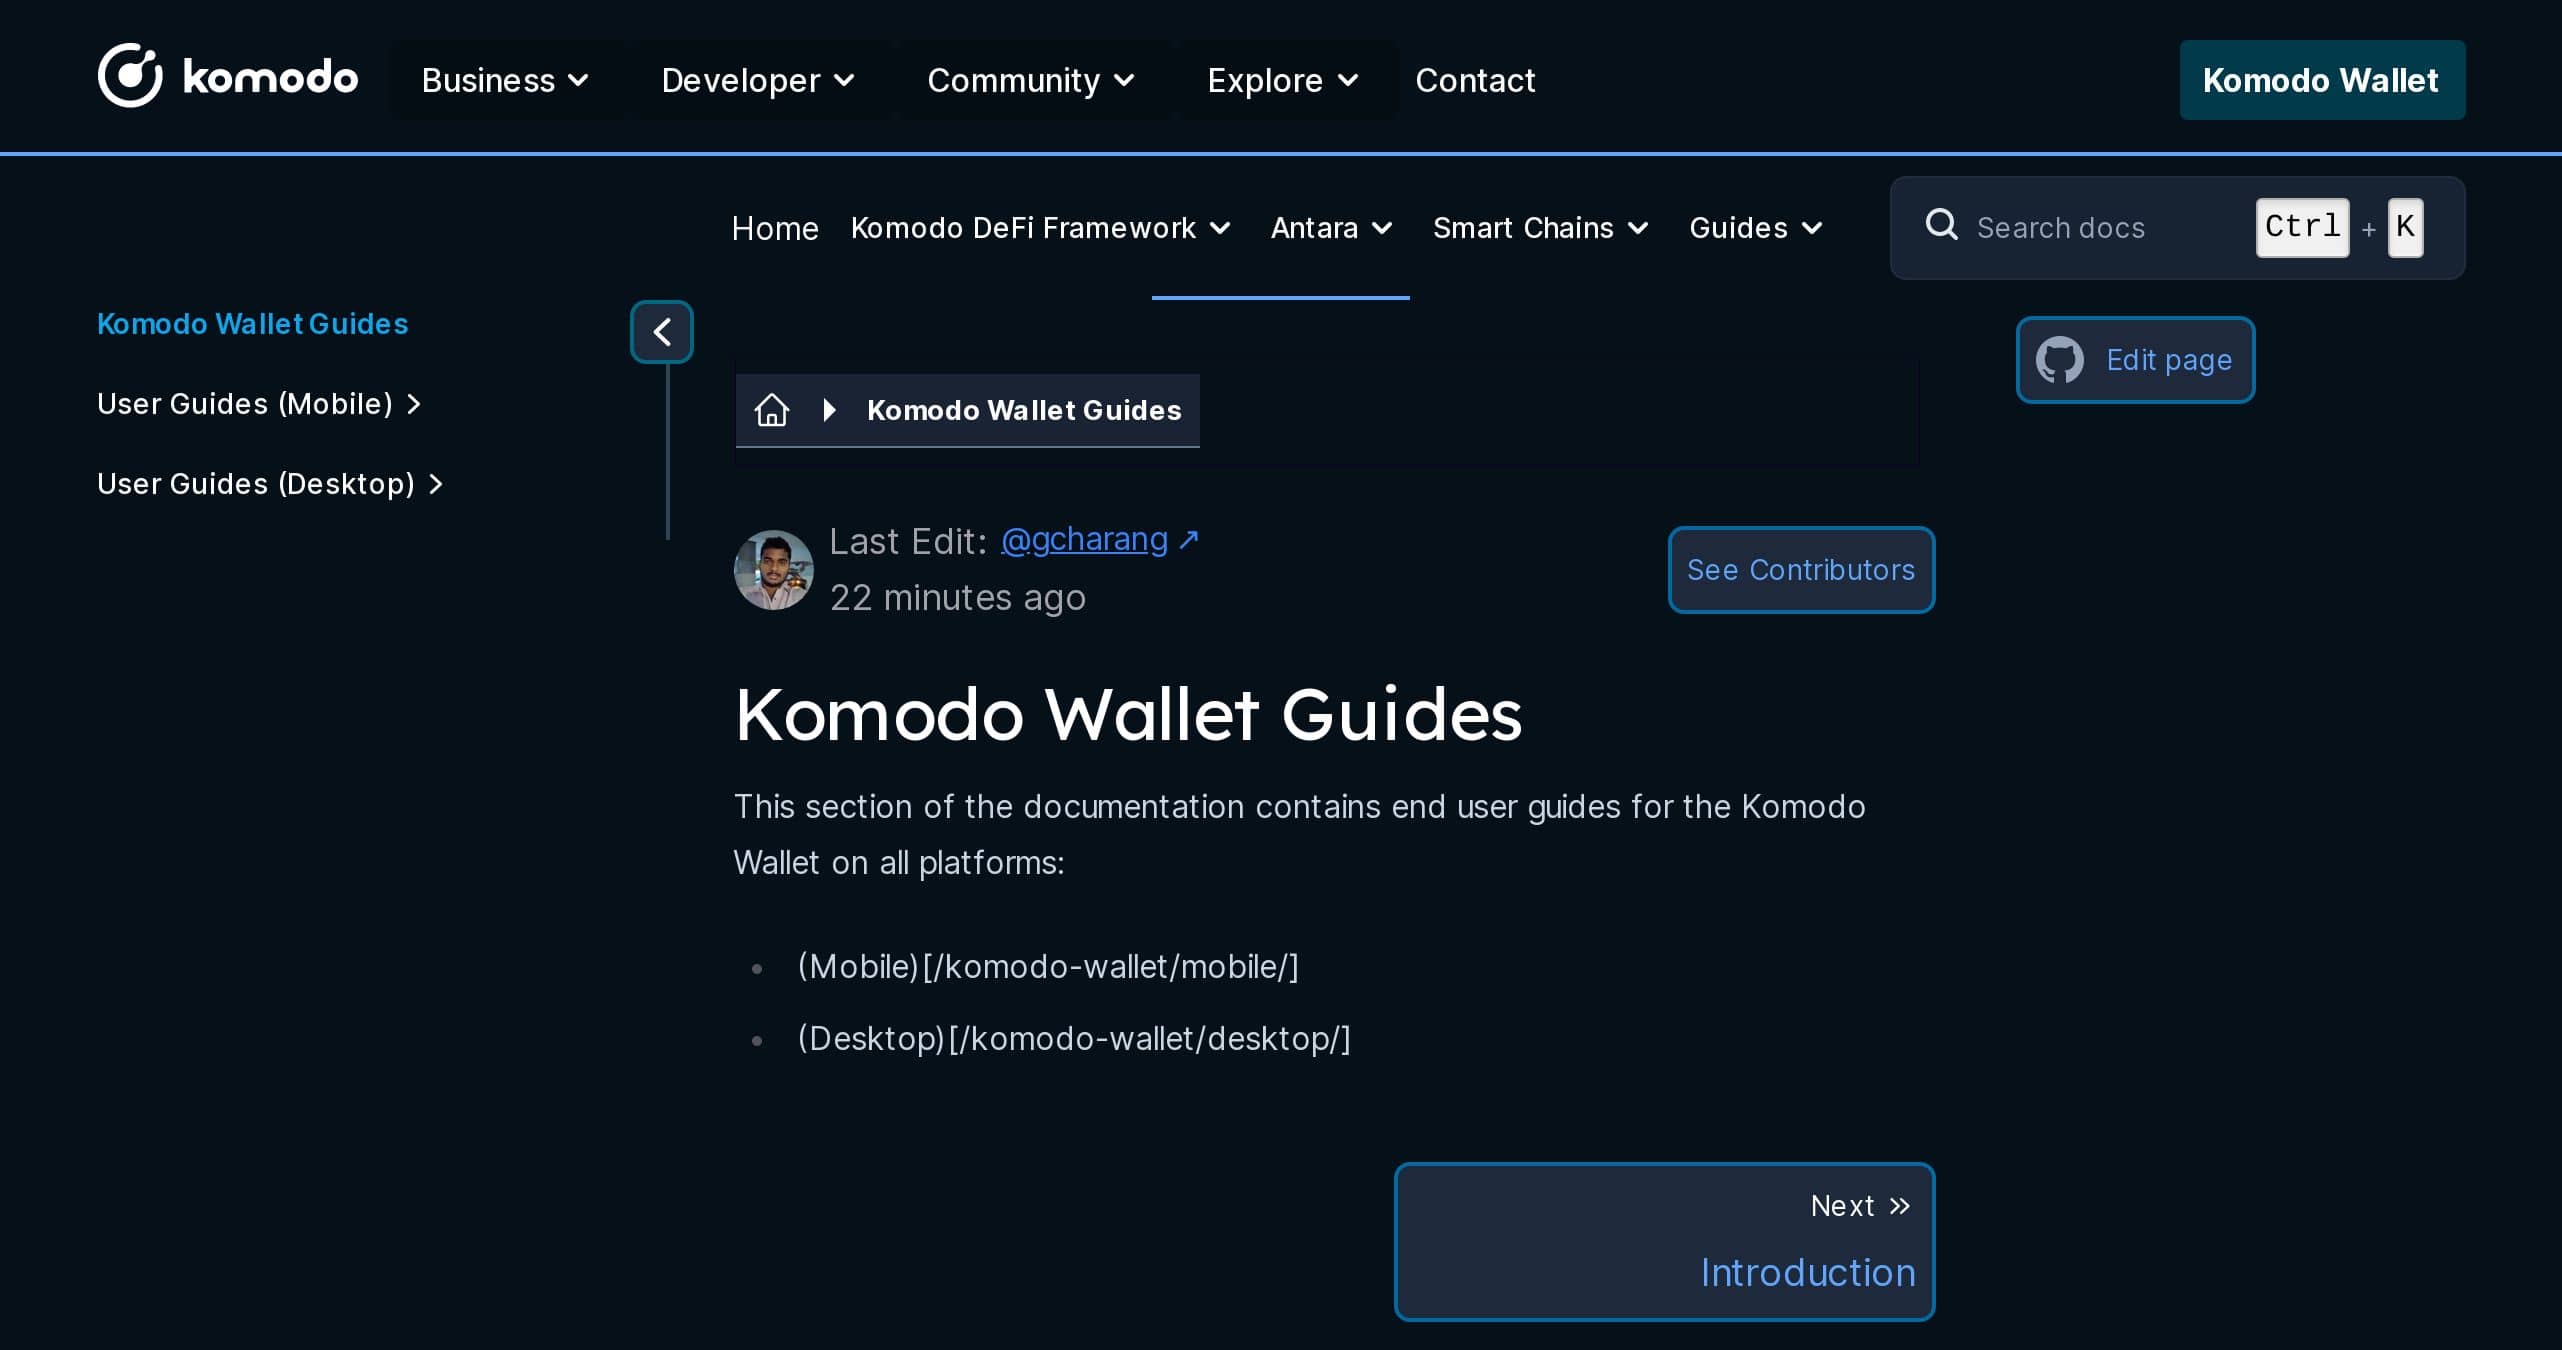 komodo Business Developer Community Explore Contact Komodo Wallet
Home Komodo DeFi Framework Antara Smart Chains Guides Search docs Ctrl + K
Komodo Wallet Guides
User Guides (Mobile)
User Guides (Desktop)
Komodo Wallet Guides
Edit page
Last Edit: @gcharang ↗
22 minutes ago
See Contributors
Komodo Wallet Guides
This section of the documentation contains end user guides for the Komodo
Wallet on all platforms:
(Mobile)[/komodo-wallet/mobile/]
(Desktop)[/komodo-wallet/desktop/]
Next
Introduction